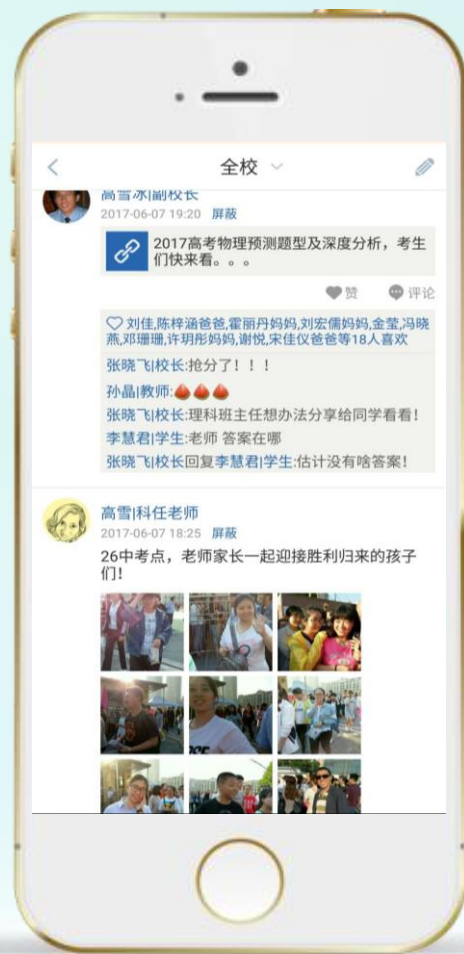 全校
高雪冰|副校长
2017-06-07 19:20 屏蔽
2017高考物理预测题型及深度分析，考生
们快来看。。。
赞 评论
刘佳,陈梓涵爸爸,霍丽丹妈妈,刘宏儒妈妈,金莹,冯晓
燕,邓珊珊,许玥彤妈妈,谢悦,宋佳仪爸爸等18人喜欢
张晓飞|校长:抢分了！！！
孙晶|教师:
张晓飞|校长:理科班主任想办法分享给同学看看！
李慧君|学生:老师 答案在哪
张晓飞|校长回复李慧君|学生:估计没有啥答案！
高雪|科任老师
2017-06-07 18:25 屏蔽
26中考点，老师家长一起迎接胜利归来的孩子
们！